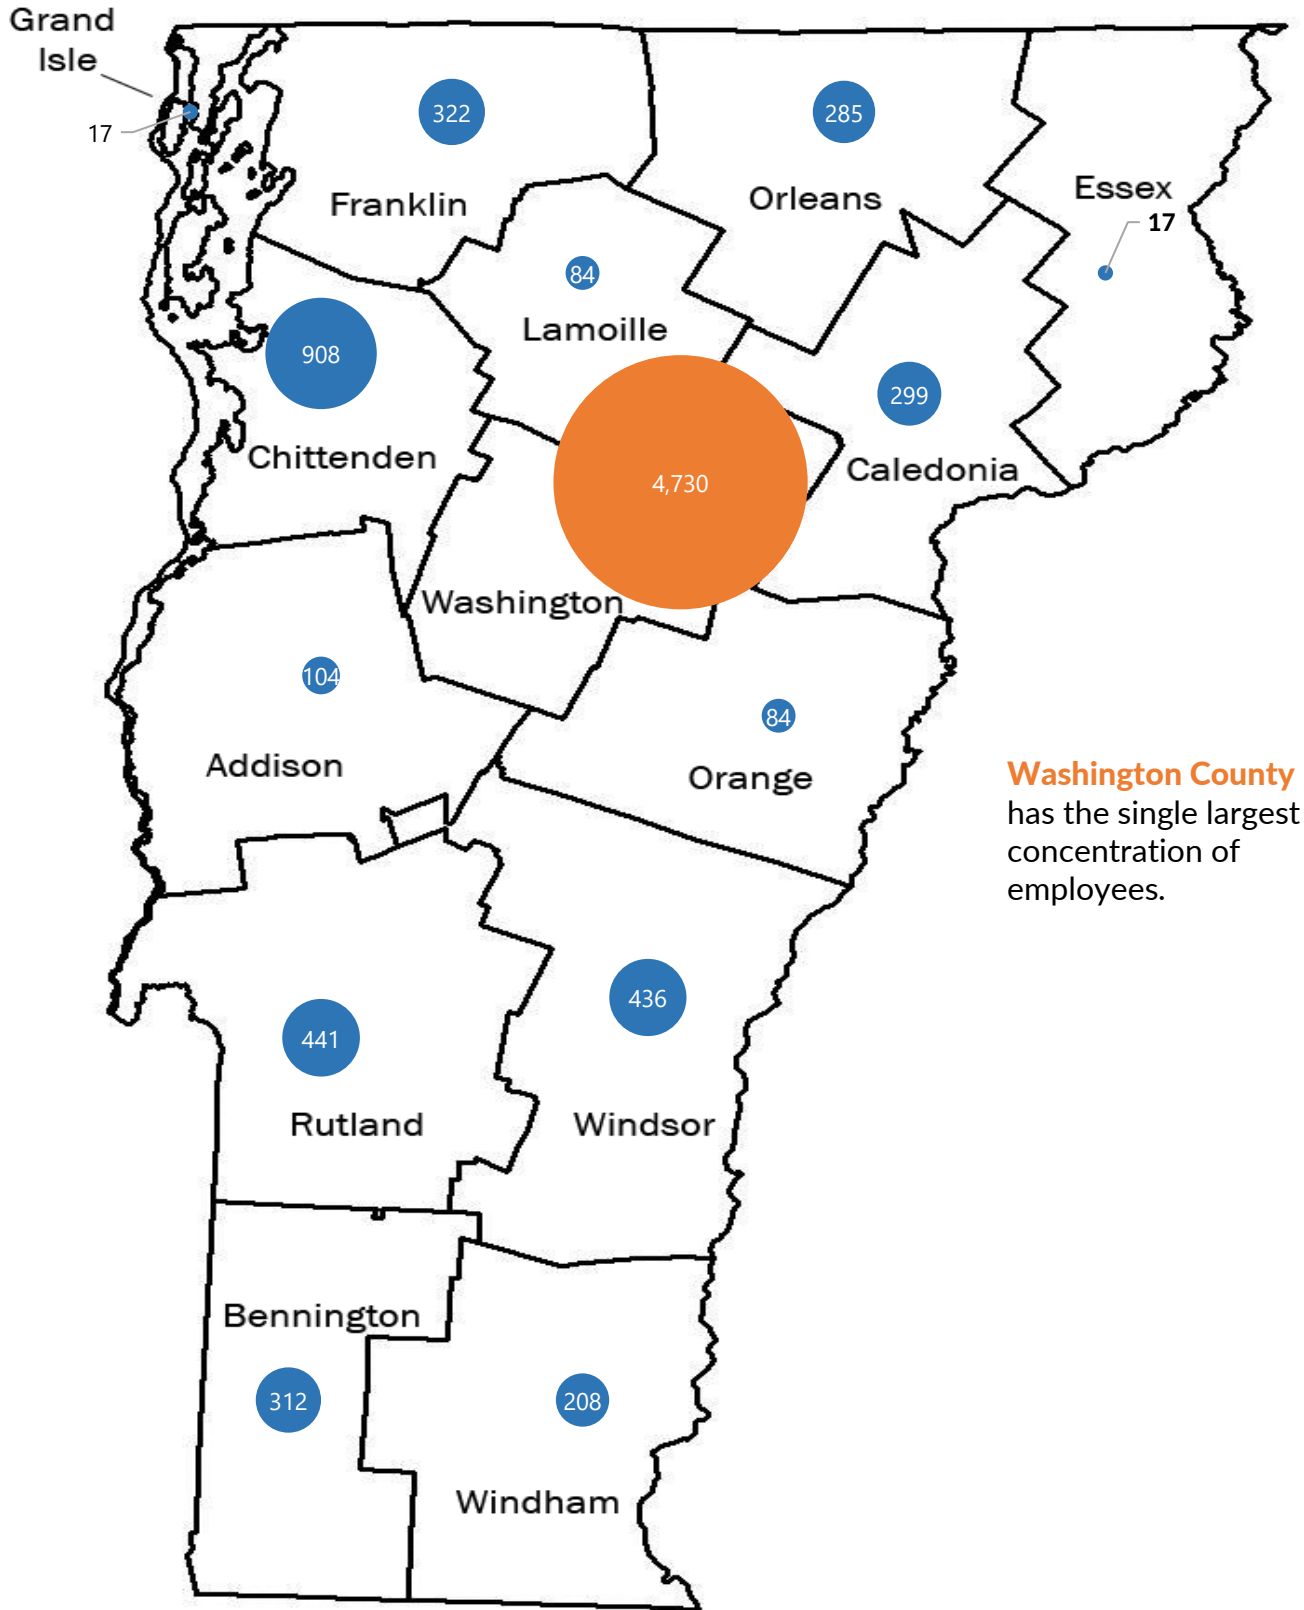 Grand
Isle
17
322
Franklin
285
Orleans
Essex
17
84
Lamoille
908
Chittenden
299
Caledonia
4,730
Washington
104
Addison
84
Orange
Washington County
has the single largest
concentration of
employees.
441
Rutland
436
Windsor
Bennington
312
208
Windham